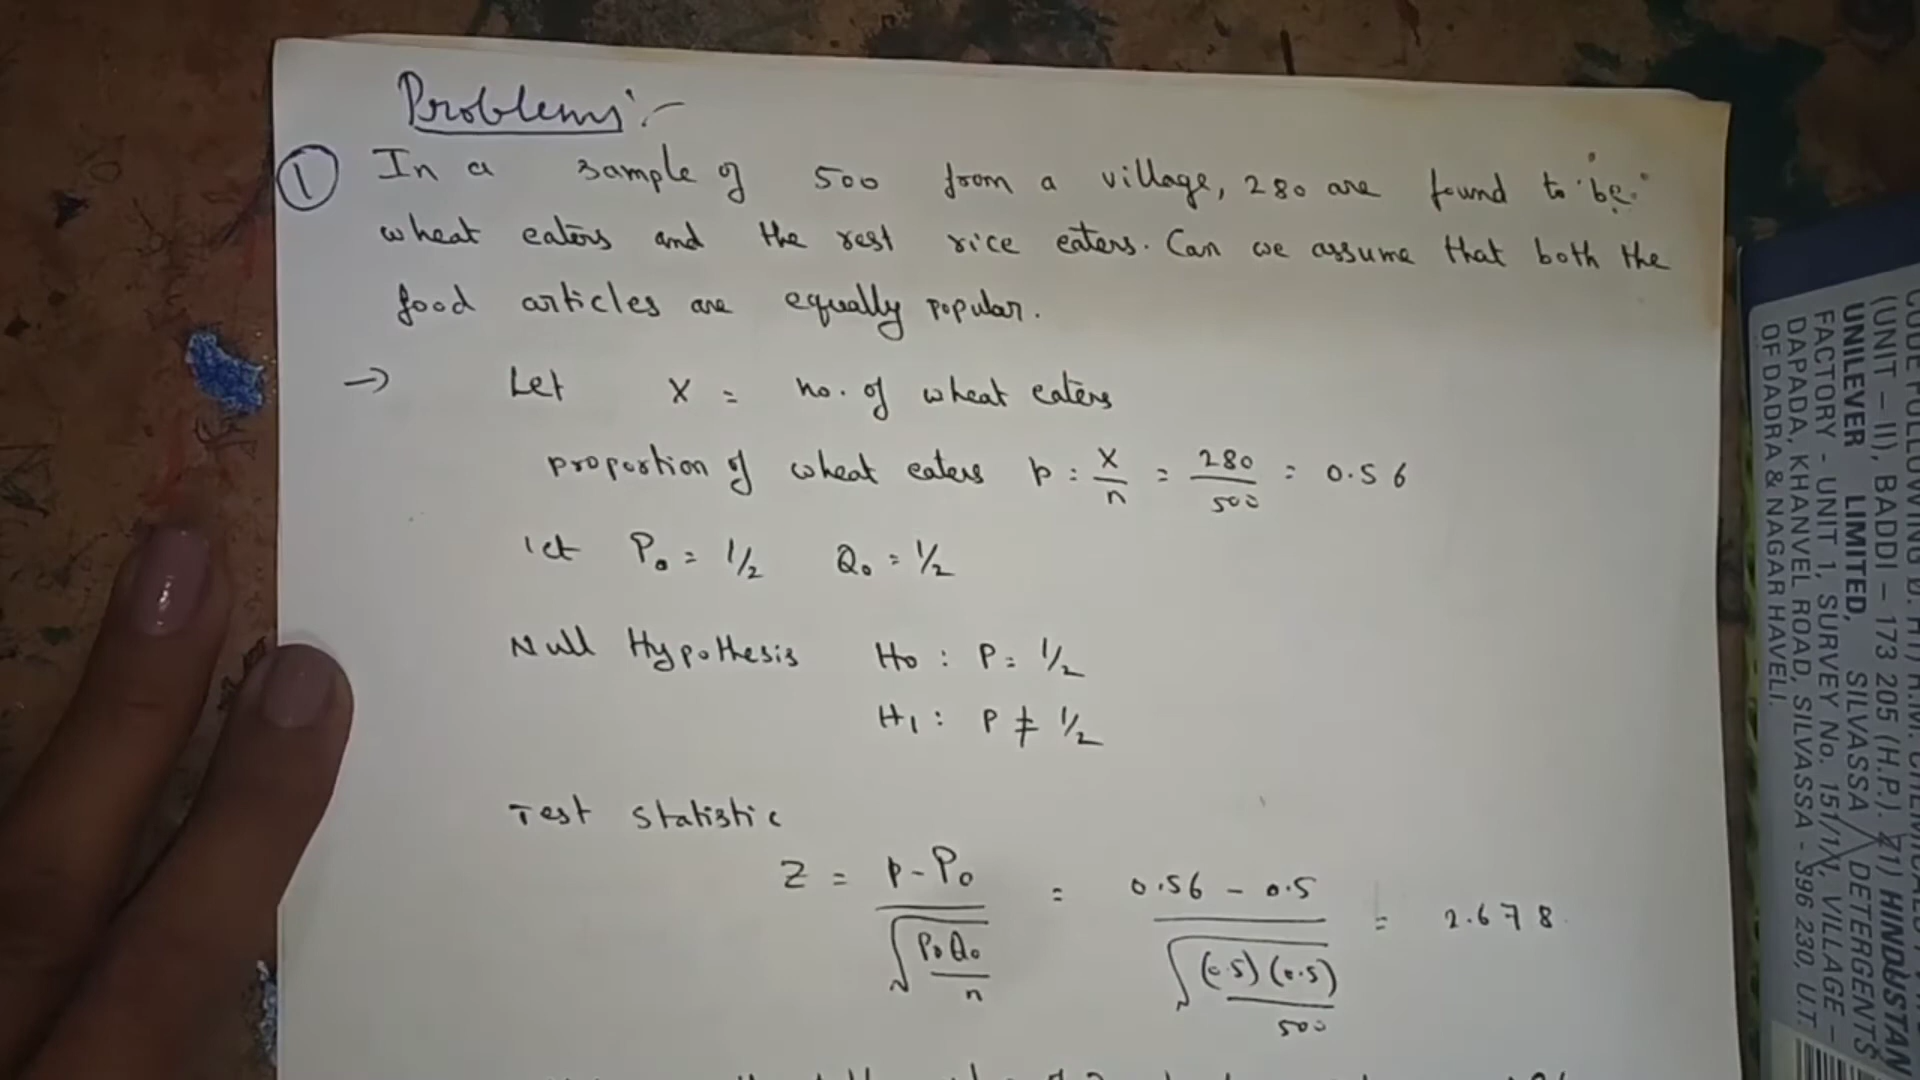 Problems:-
① In a sample of 500 from a village, 280 are found to be
wheat eaters and the rest rice eaters. Can we assume that both the
food articles are equally popular.
→ Let X = no. of wheat eaters
proportion of wheat eaters p = X/n = 280/500 = 0.56
let P₀ = 1/2 Q₀ = 1/2
Null Hypothesis H₀ : P = 1/2
H₁ : P ≠ 1/2
Test statistic
Z = (p - P₀)/√(P₀Q₀/n) = (0.56 - 0.5)/√((0.5)(0.5)/500) = 2.678
(UNIT – II), BADDI – 173 205 (H.P.). Z1) HINDUSTAN
UNILEVER LIMITED, SILVASSA DETERGENTS
FACTORY - UNIT 1, SURVEY No. 151/1/1, VILLAGE –
DAPADA, KHANVEL ROAD, SILVASSA - 396 230, U.T.
OF DADRA & NAGAR HAVELI.